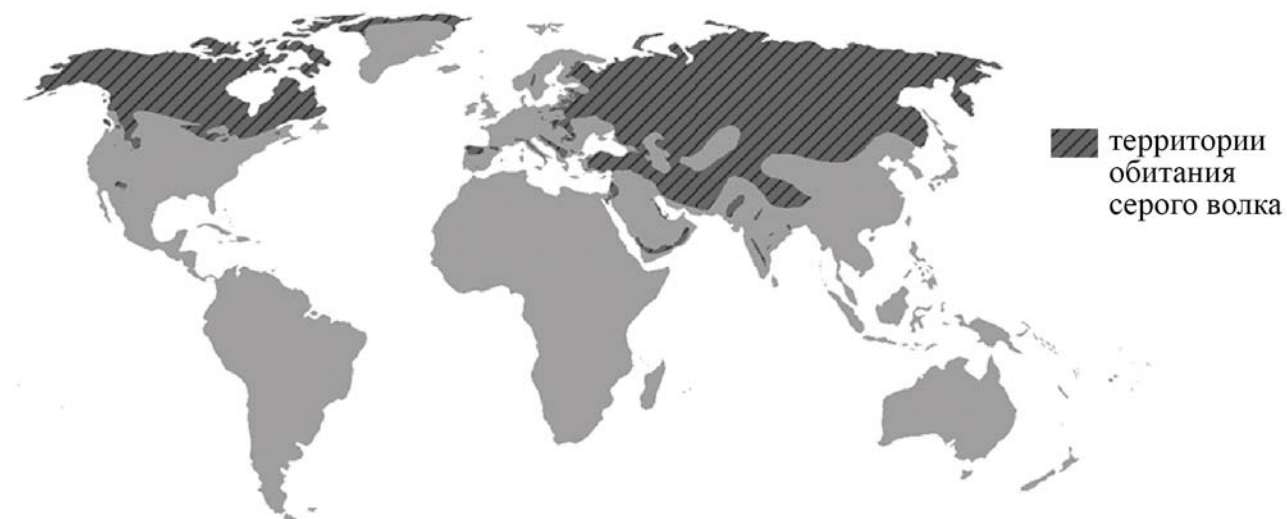 территории
обитания
серого волка